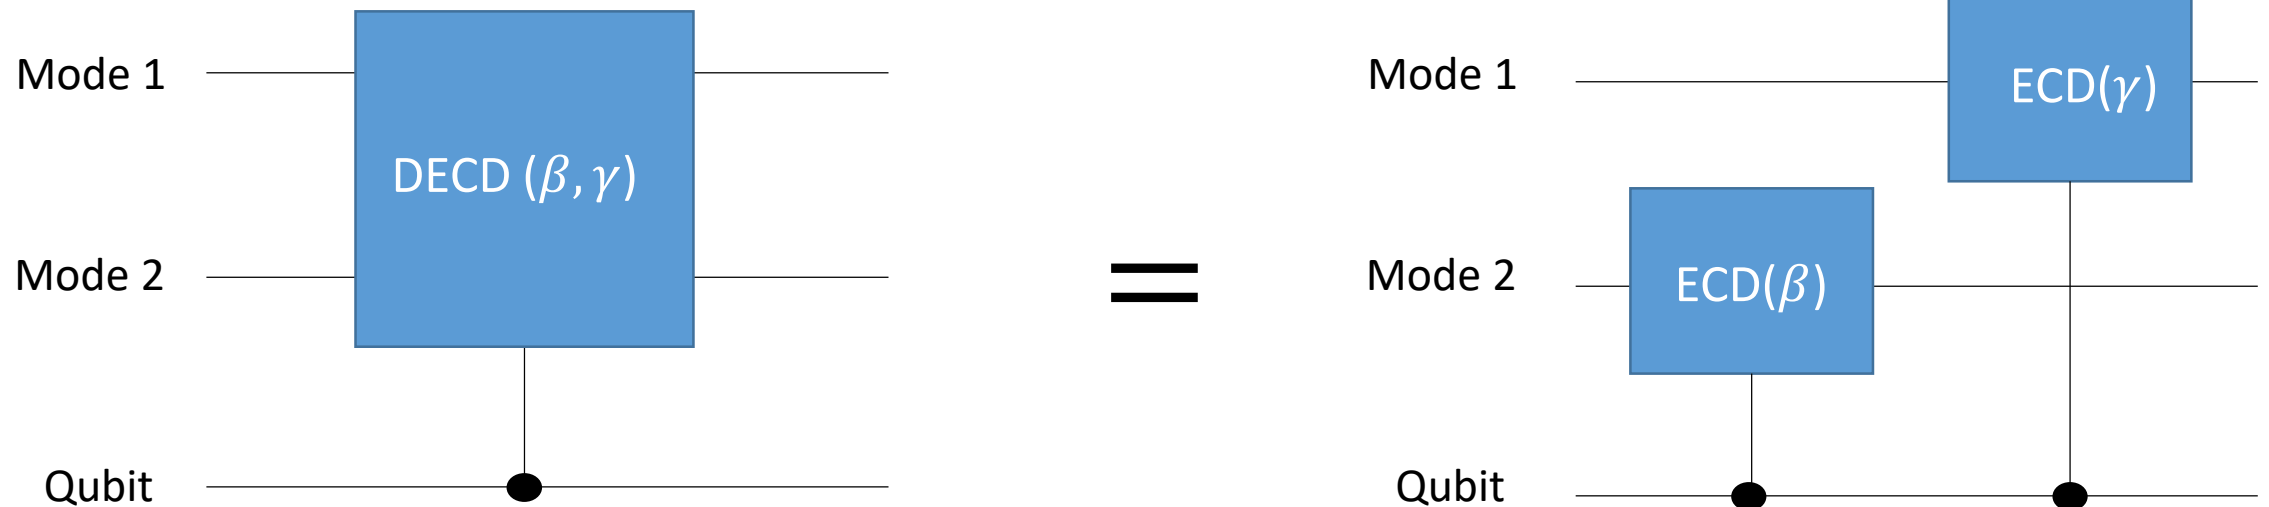 Mode 1
DECD (β, γ)
Mode 2
Qubit
=
Mode 1
ECD(γ)
Mode 2
ECD(β)
Qubit